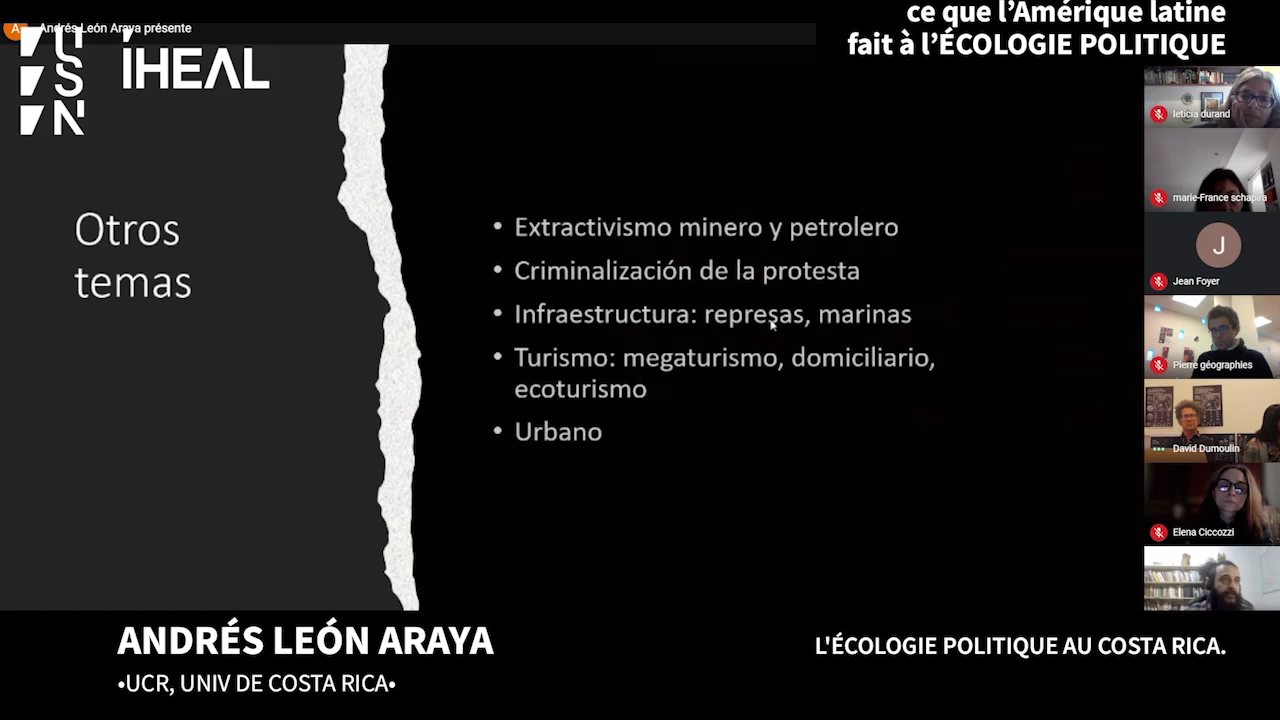 A Andrés León Araya présente
ce que l'Amérique latine
fait à l'ÉCOLOGIE POLITIQUE
U
S
N
IHEAL
Otros
temas
• Extractivismo minero y petrolero
• Criminalización de la protesta
• Infraestructura: represas, marinas
• Turismo: megaturismo, domiciliario,
ecoturismo
• Urbano
leticia durand
marie-France schapira
J
Jean Foyer
Pierre géographies
David Dumoulin
Elena Ciccozzi
ANDRÉS LEÓN ARAYA
•UCR, UNIV DE COSTA RICA•
L'ÉCOLOGIE POLITIQUE AU COSTA RICA.